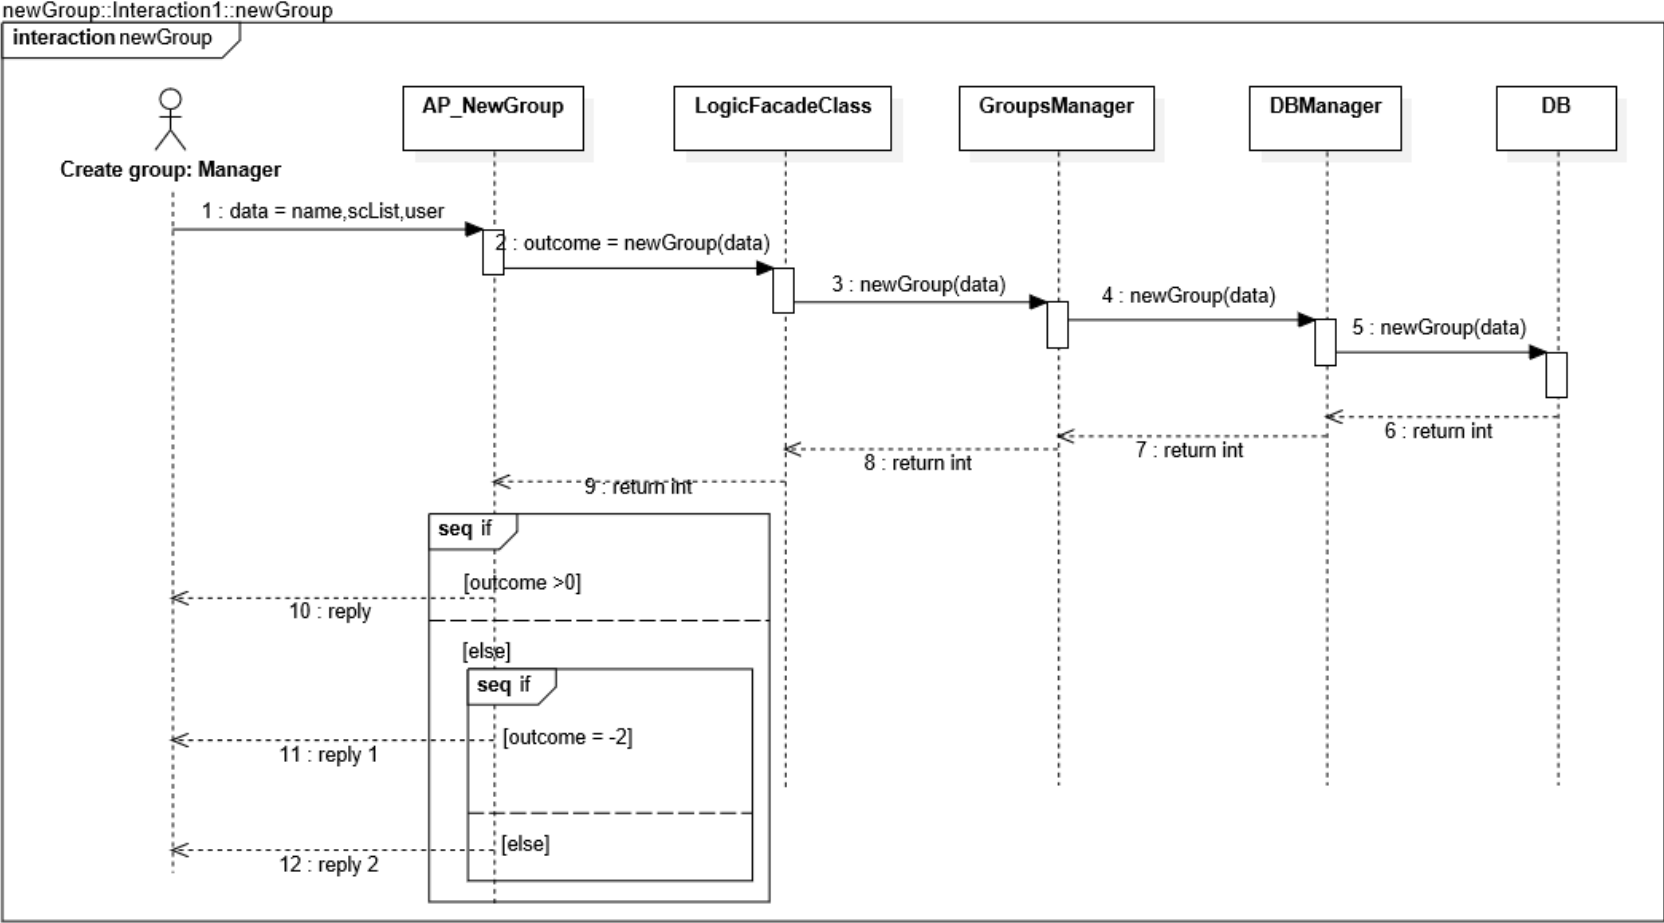 newGroup::Interaction1::newGroup
interaction newGroup
AP_NewGroup
LogicFacadeClass
GroupsManager
DBManager
DB
Create group: Manager
1 : data = name,scList,user
2 : outcome = newGroup(data)
3 : newGroup(data)
4 : newGroup(data)
5 : newGroup(data)
6 : return int
7 : return int
8 : return int
9 : return int
seq if
[outcome >0]
10 : reply
[else]
seq if
[outcome = -2]
11 : reply 1
[else]
12 : reply 2